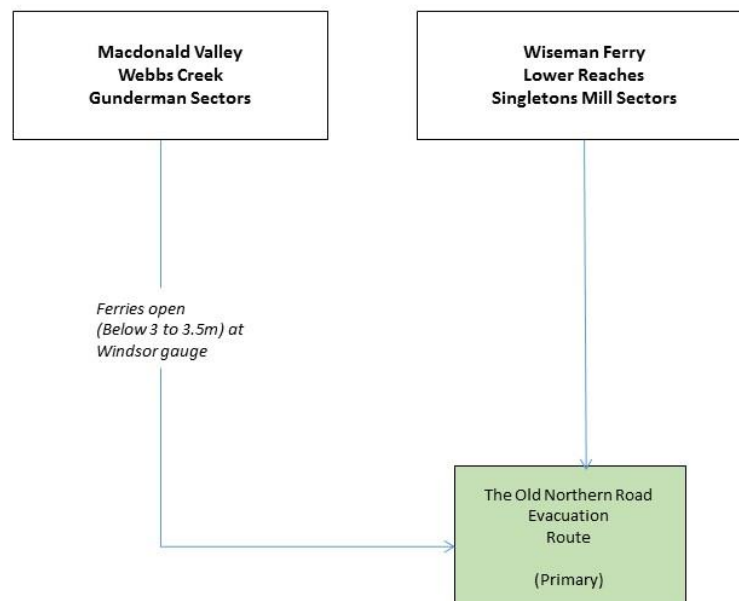 Macdonald Valley
Webbs Creek
Gunderman Sectors
Wiseman Ferry
Lower Reaches
Singletons Mill Sectors
Ferries open
(Below 3 to 3.5m) at
Windsor gauge
The Old Northern Road
Evacuation
Route
(Primary)